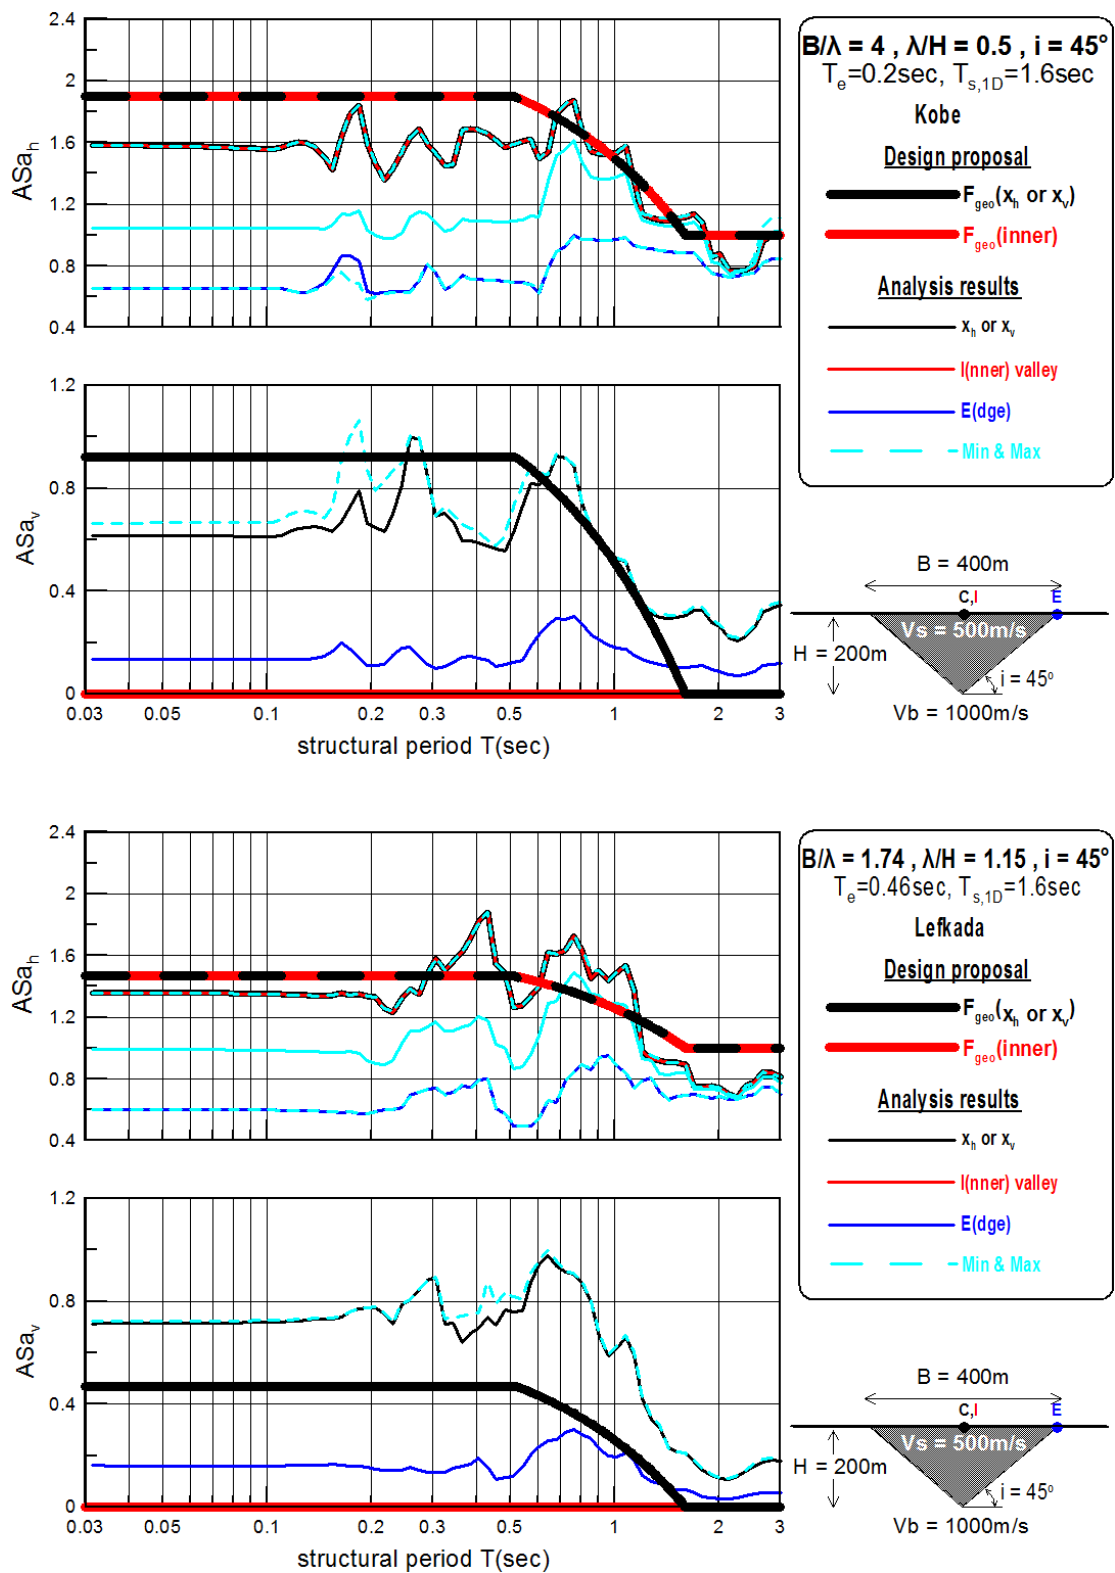 2.4
2
1.6
1.2
0.8
0.4
ASa_h
B/λ = 4 , λ/H = 0.5 , i = 45°
T_e=0.2sec, T_s,1D=1.6sec
Kobe
Design proposal
F_geo(x_h or x_v)
F_geo(inner)
Analysis results
x_h or x_v
I(nner) valley
E(dge)
Min & Max
1.2
0.8
0.4
0
ASa_v
0.03 0.05 0.1 0.2 0.3 0.5 1 2 3
structural period T(sec)
B = 400m
C,I E
Vs = 500m/s
H = 200m
i = 45°
Vb = 1000m/s
2.4
2
1.6
1.2
0.8
0.4
ASa_h
B/λ = 1.74 , λ/H = 1.15 , i = 45°
T_e=0.46sec, T_s,1D=1.6sec
Lefkada
Design proposal
F_geo(x_h or x_v)
F_geo(inner)
Analysis results
x_h or x_v
I(nner) valley
E(dge)
Min & Max
1.2
0.8
0.4
0
ASa_v
0.03 0.05 0.1 0.2 0.3 0.5 1 2 3
structural period T(sec)
B = 400m
C,I E
Vs = 500m/s
H = 200m
i = 45°
Vb = 1000m/s